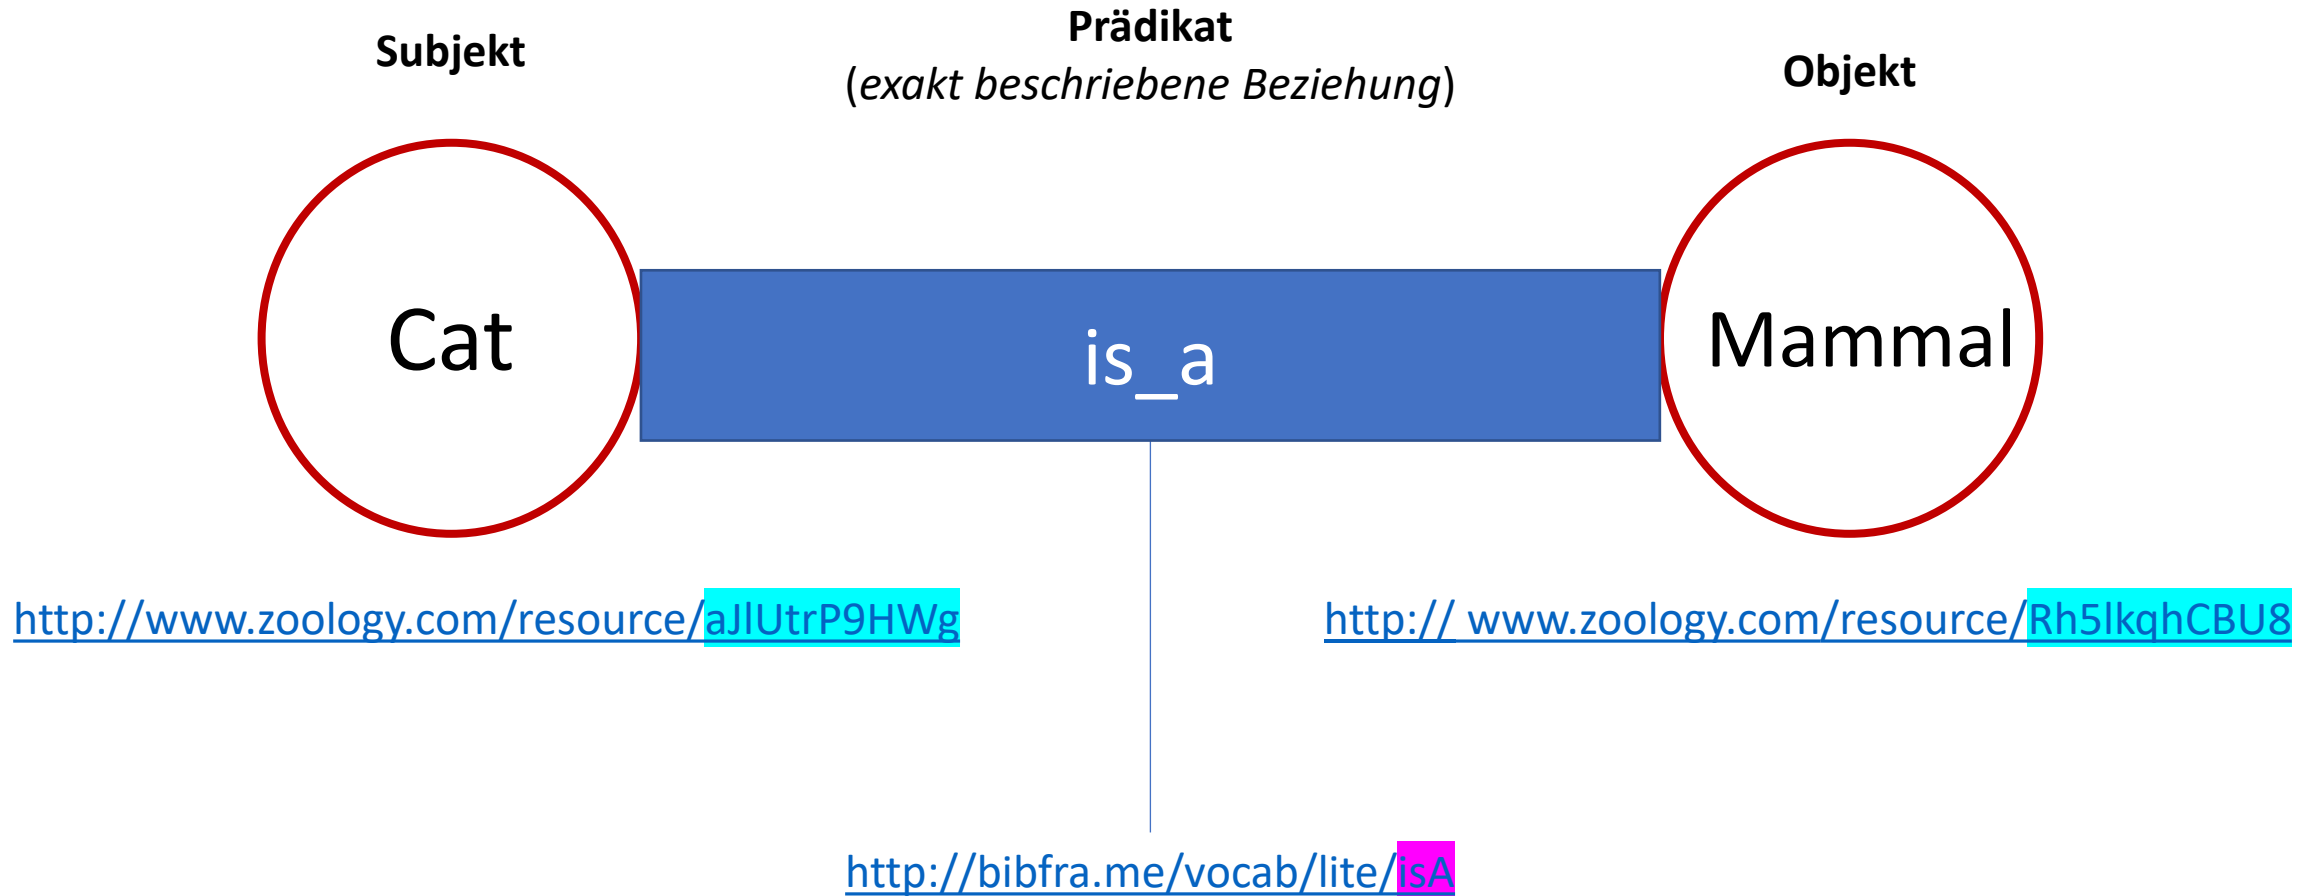 Subjekt
Prädikat
(exakt beschriebene Beziehung)
Objekt
Cat
is_a
Mammal
http://www.zoology.com/resource/aJlUtrP9HWg
http:// www.zoology.com/resource/Rh5lkqhCBU8
http://bibfra.me/vocab/lite/isA